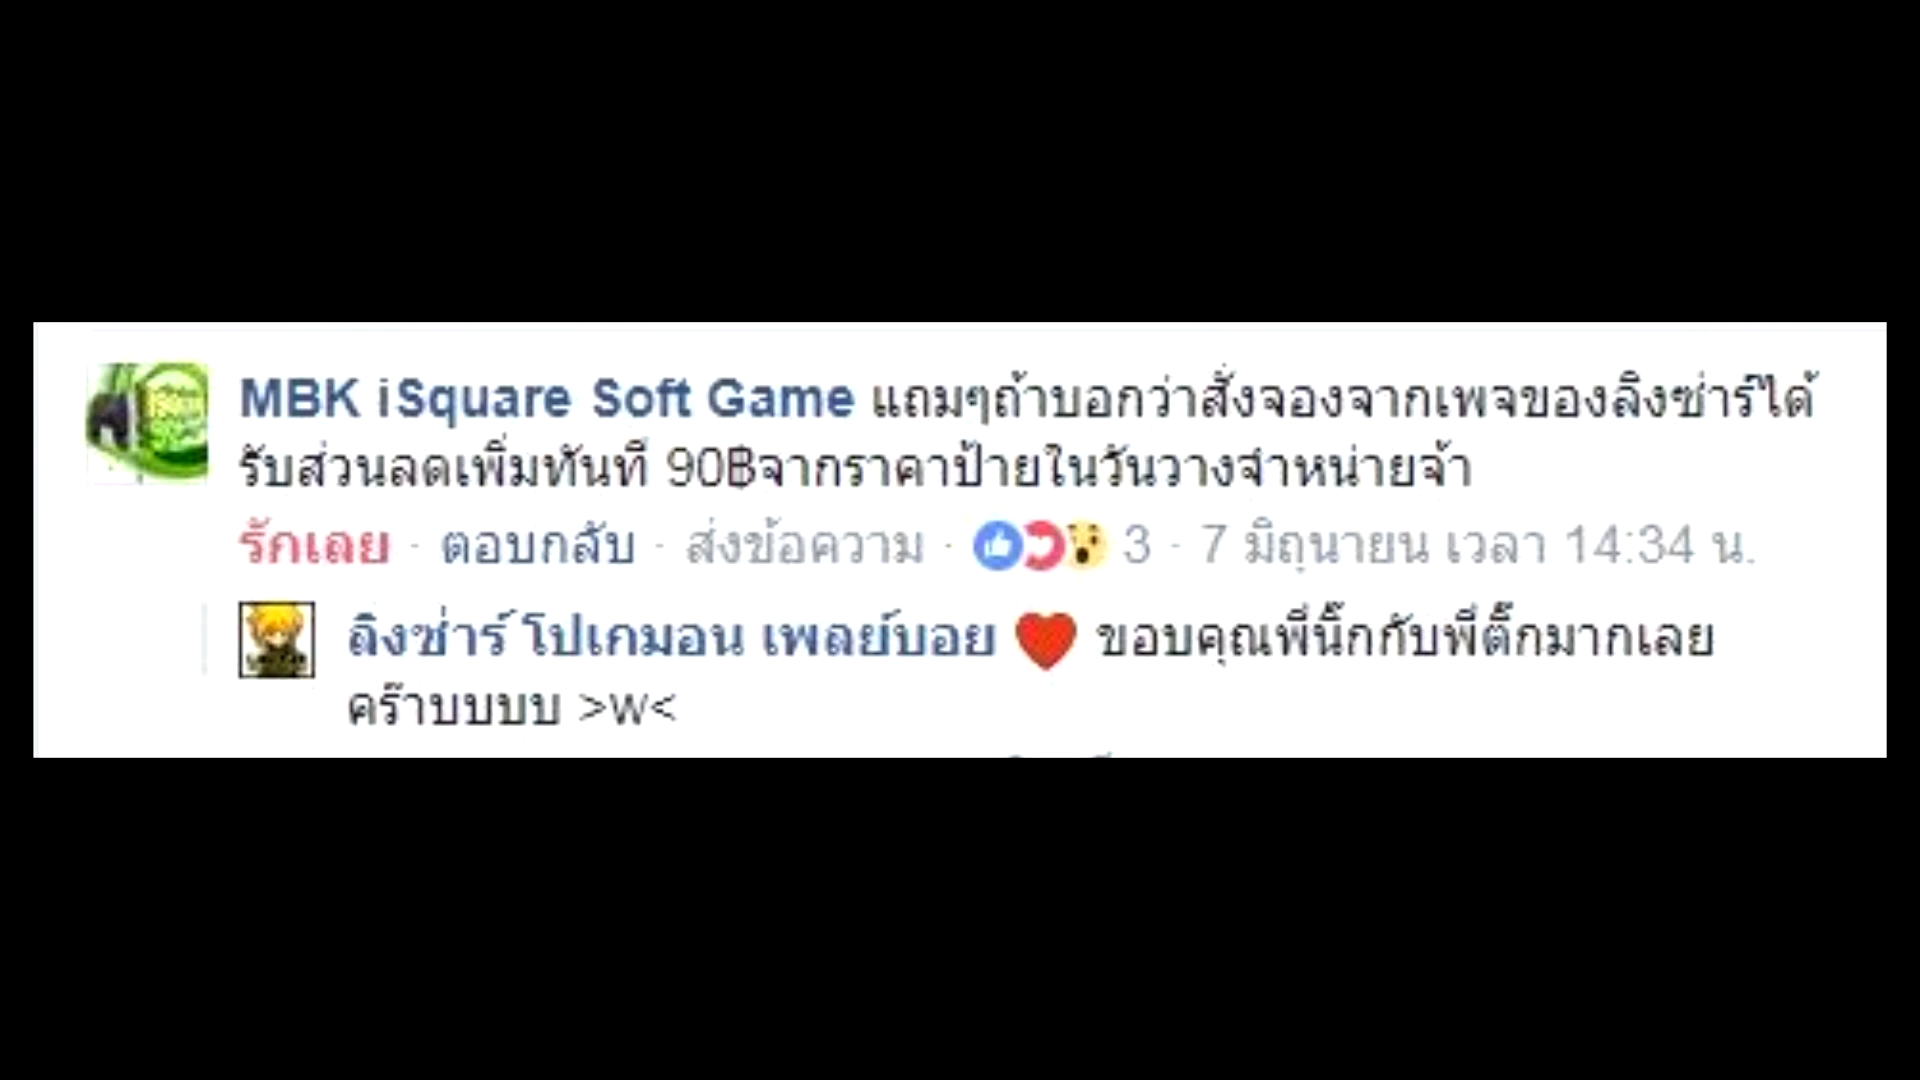 MBK iSquare Soft Game แถมๆถ้าบอกว่าสั่งจองจากเพจของลิงซ่าร์ได้
รับส่วนลดเพิ่มทันที 90฿จากราคาป้ายในวันวางจำหน่ายจ้า
รักเลย · ตอบกลับ · ส่งข้อความ · 3 · 7 มิถุนายน เวลา 14:34 น.
ลิงซ่าร์ โปเกมอน เพลย์บอย ❤ ขอบคุณพี่นิ๊กกับพี่ติ๊กมากเลย
คร๊าบบบบ >w<